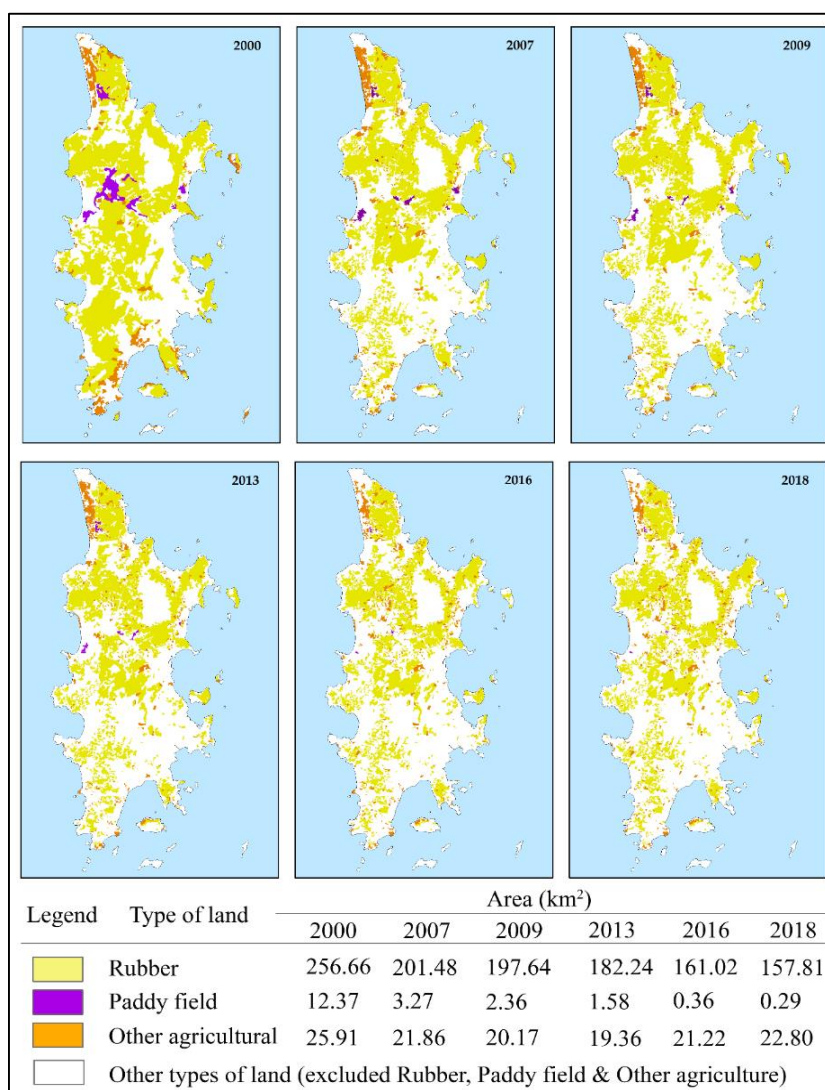 2000
2007
2009
2013
2016
2018
Area (km²)
Legend Type of land
2000 2007 2009 2013 2016 2018
Rubber 256.66 201.48 197.64 182.24 161.02 157.81
Paddy field 12.37 3.27 2.36 1.58 0.36 0.29
Other agricultural 25.91 21.86 20.17 19.36 21.22 22.80
Other types of land (excluded Rubber, Paddy field & Other agriculture)